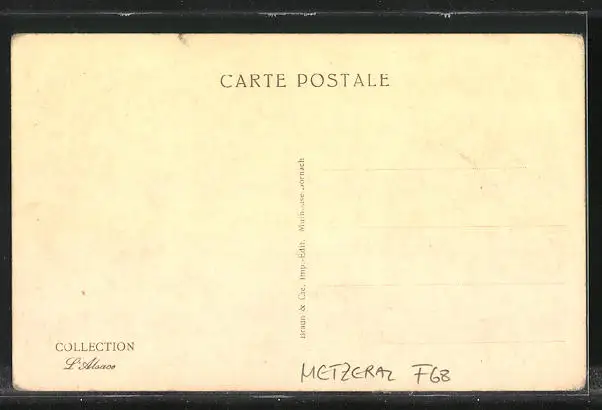 CARTE POSTALE
Braun & Cie, Imp.-Edit. Mulhouse-Dornach
COLLECTION
L'Alsace
METZERAL F68